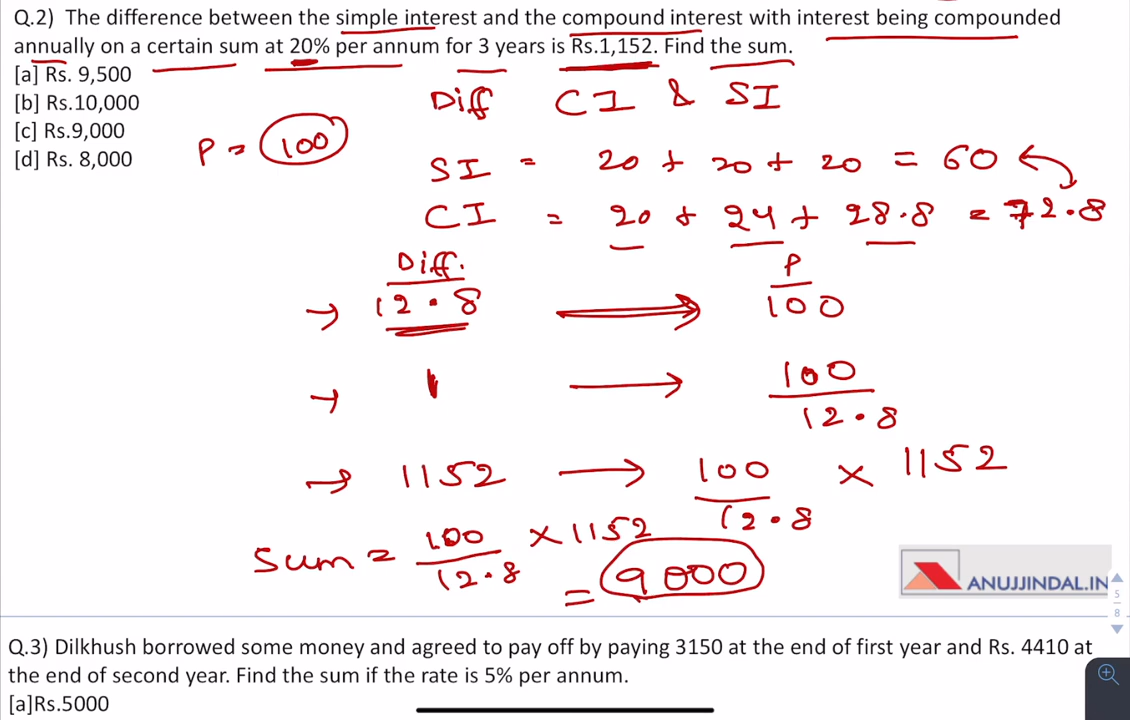 Q.2) The difference between the simple interest and the compound interest with interest being compounded
annually on a certain sum at 20% per annum for 3 years is Rs.1,152. Find the sum.
[a] Rs. 9,500
[b] Rs.10,000
[c] Rs.9,000
[d] Rs. 8,000
Diff CI & SI
P = 100
SI = 20 + 20 + 20 = 60
CI = 20 + 24 + 28.8 = 72.8
Diff. P
→ 12.8 ⟹ 100
→ 1 → 100/12.8
→ 1152 → 100/12.8 × 1152
Sum = 100/12.8 × 1152
= 9000
ANUJJINDAL.IN
5
8
Q.3) Dilkhush borrowed some money and agreed to pay off by paying 3150 at the end of first year and Rs. 4410 at
the end of second year. Find the sum if the rate is 5% per annum.
[a]Rs.5000